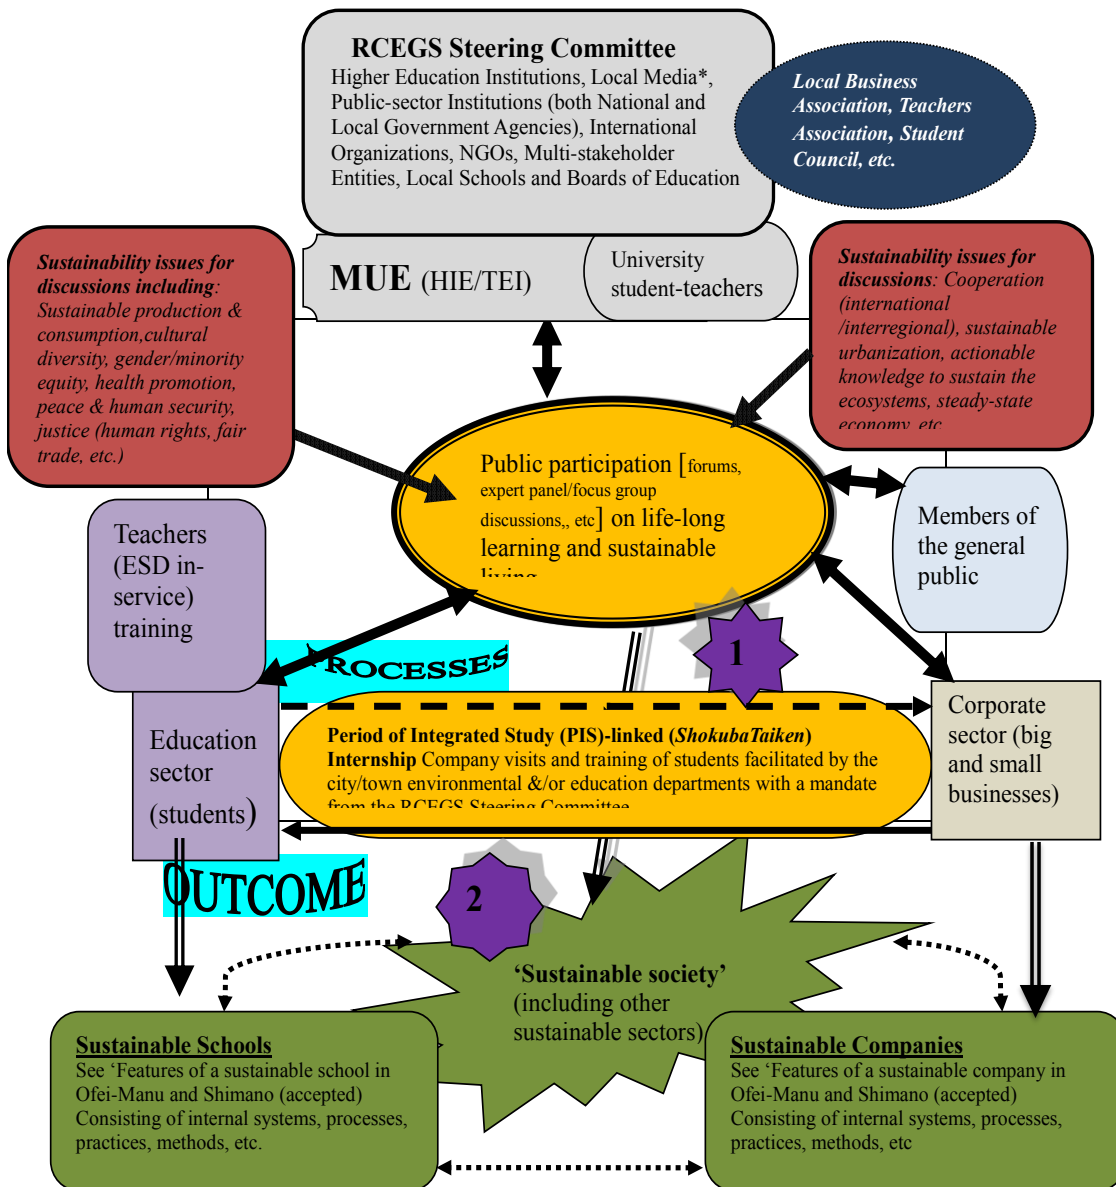 RCEGS Steering Committee
Higher Education Institutions, Local Media*,
Public-sector Institutions (both National and
Local Government Agencies), International
Organizations, NGOs, Multi-stakeholder
Entities, Local Schools and Boards of Education
Local Business
Association, Teachers
Association, Student
Council, etc.
MUE (HIE/TEI)
University
student-teachers
Sustainability issues for
discussions including:
Sustainable production &
consumption,cultural
diversity, gender/minority
equity, health promotion,
peace & human security,
justice (human rights, fair
trade, etc.)
Sustainability issues for
discussions: Cooperation
(international
/interregional), sustainable
urbanization, actionable
knowledge to sustain the
ecosystems, steady-state
economy, etc
Public participation [forums,
expert panel/focus group
discussions,, etc] on life-long
learning and sustainable
living
Members of
the general
public
Teachers
(ESD in-
service)
training
PROCESSES
1
Education
sector
(students)
Period of Integrated Study (PIS)-linked (ShokubaTaiken)
Internship Company visits and training of students facilitated by the
city/town environmental &/or education departments with a mandate
from the RCEGS Steering Committee
Corporate
sector (big
and small
businesses)
OUTCOME
2
‘Sustainable society’
(including other
sustainable sectors)
Sustainable Schools
See ‘Features of a sustainable school in
Ofei-Manu and Shimano (accepted)
Consisting of internal systems, processes,
practices, methods, etc.
Sustainable Companies
See ‘Features of a sustainable company in
Ofei-Manu and Shimano (accepted)
Consisting of internal systems, processes,
practices, methods, etc